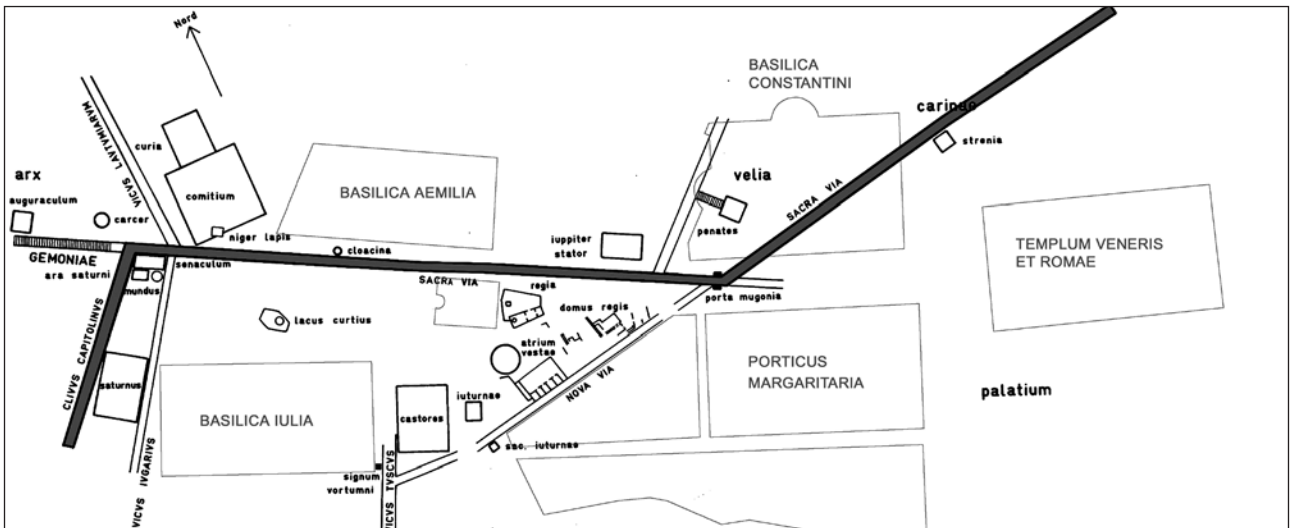 Nord
BASILICA
CONSTANTINI
carinae
strenia
VICVS LAVTVMIARVM
curia
comitium
BASILICA AEMILIA
velia
SACRA VIA
arx
auguraculum
carcer
niger lapis
cloacina
iuppiter
stator
penates
TEMPLUM VENERIS
ET ROMAE
GEMONIAE
ara saturni
senaculum
mundus
SACRA VIA
regia
domus regis
porta mugonia
lacus curtius
atrium
vestae
CLIVVS CAPITOLINVS
saturnus
NOVA VIA
PORTICUS
MARGARITARIA
palatium
BASILICA IULIA
castores
iuturnae
sac. iuturnae
signum
vortumni
VICVS IVGARIVS
VICVS TVSCVS